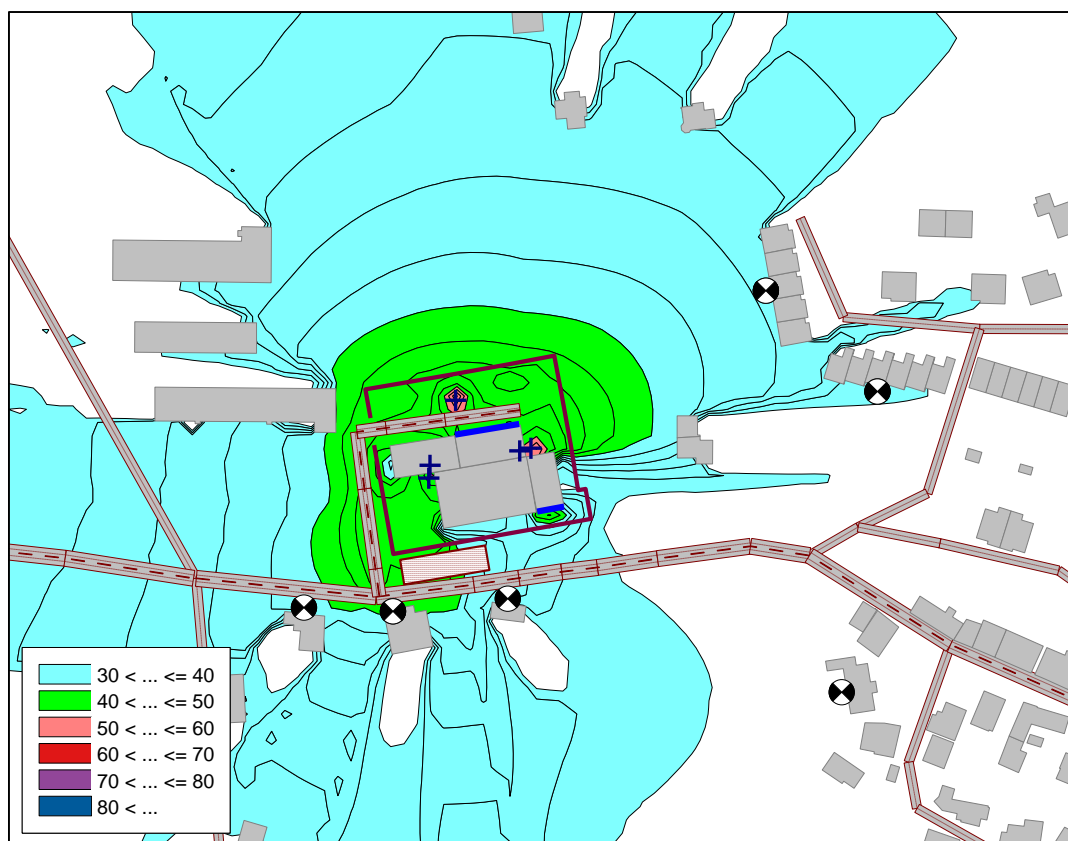 30 < ... <= 40
40 < ... <= 50
50 < ... <= 60
60 < ... <= 70
70 < ... <= 80
80 < ...